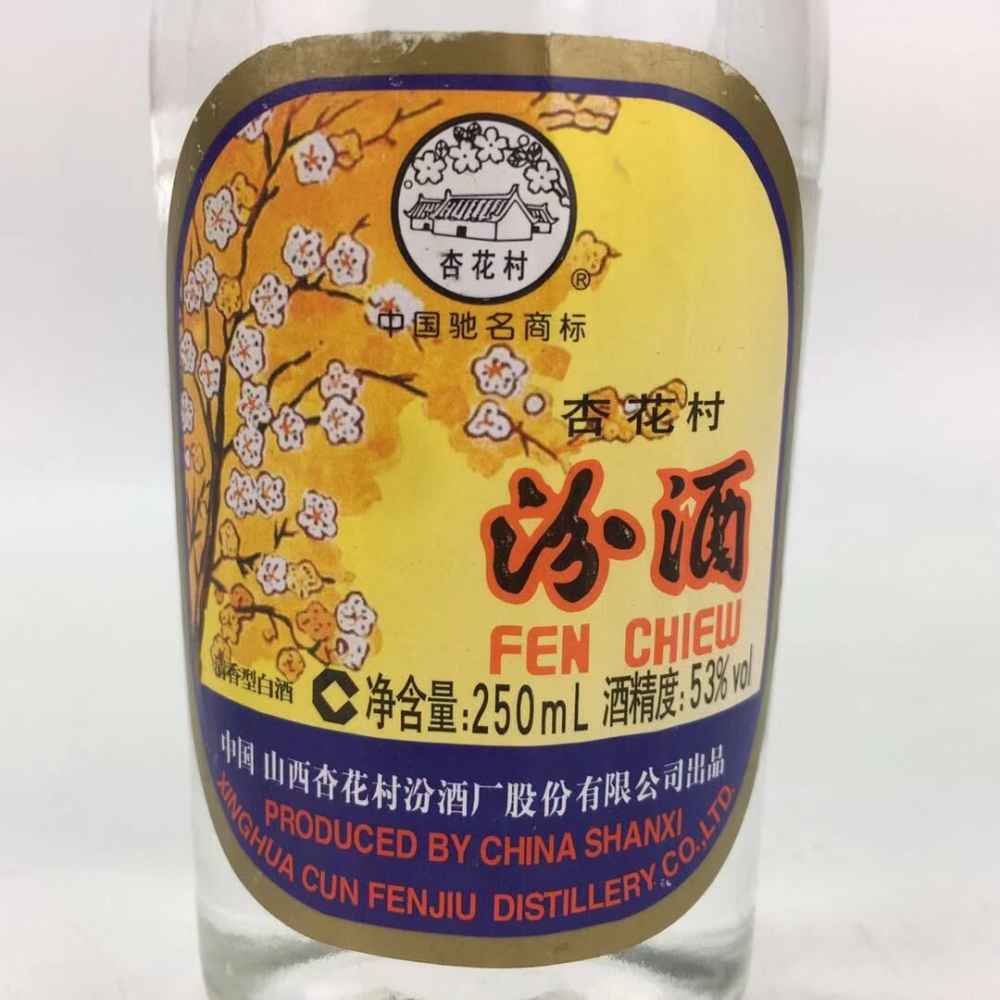 杏花村
®
中国驰名商标
杏花村
汾酒
FEN CHIEW
清香型白酒 净含量:250mL 酒精度:53%vol
中国 山西杏花村汾酒厂股份有限公司出品
PRODUCED BY CHINA SHANXI
XINGHUA CUN FENJIU DISTILLERY CO.,LTD.